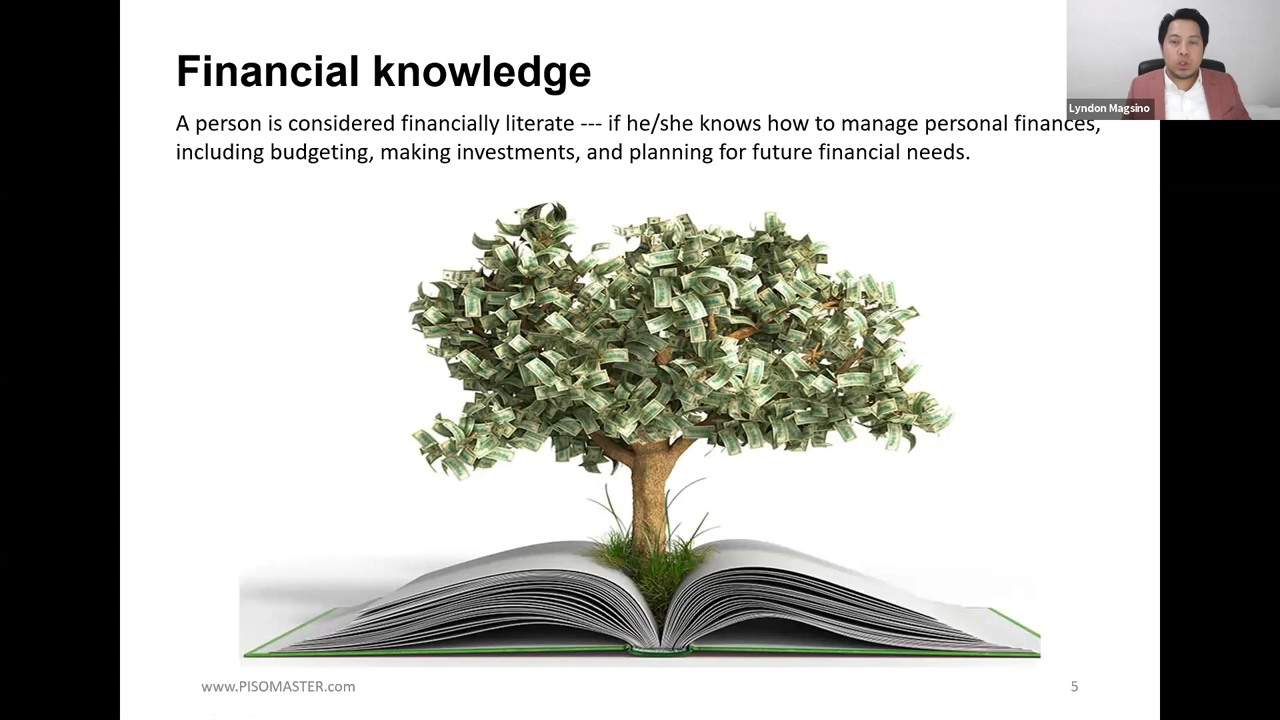 Financial knowledge
Lyndon Magsino
A person is considered financially literate --- if he/she knows how to manage personal finances,
including budgeting, making investments, and planning for future financial needs.
www.PISOMASTER.com
5